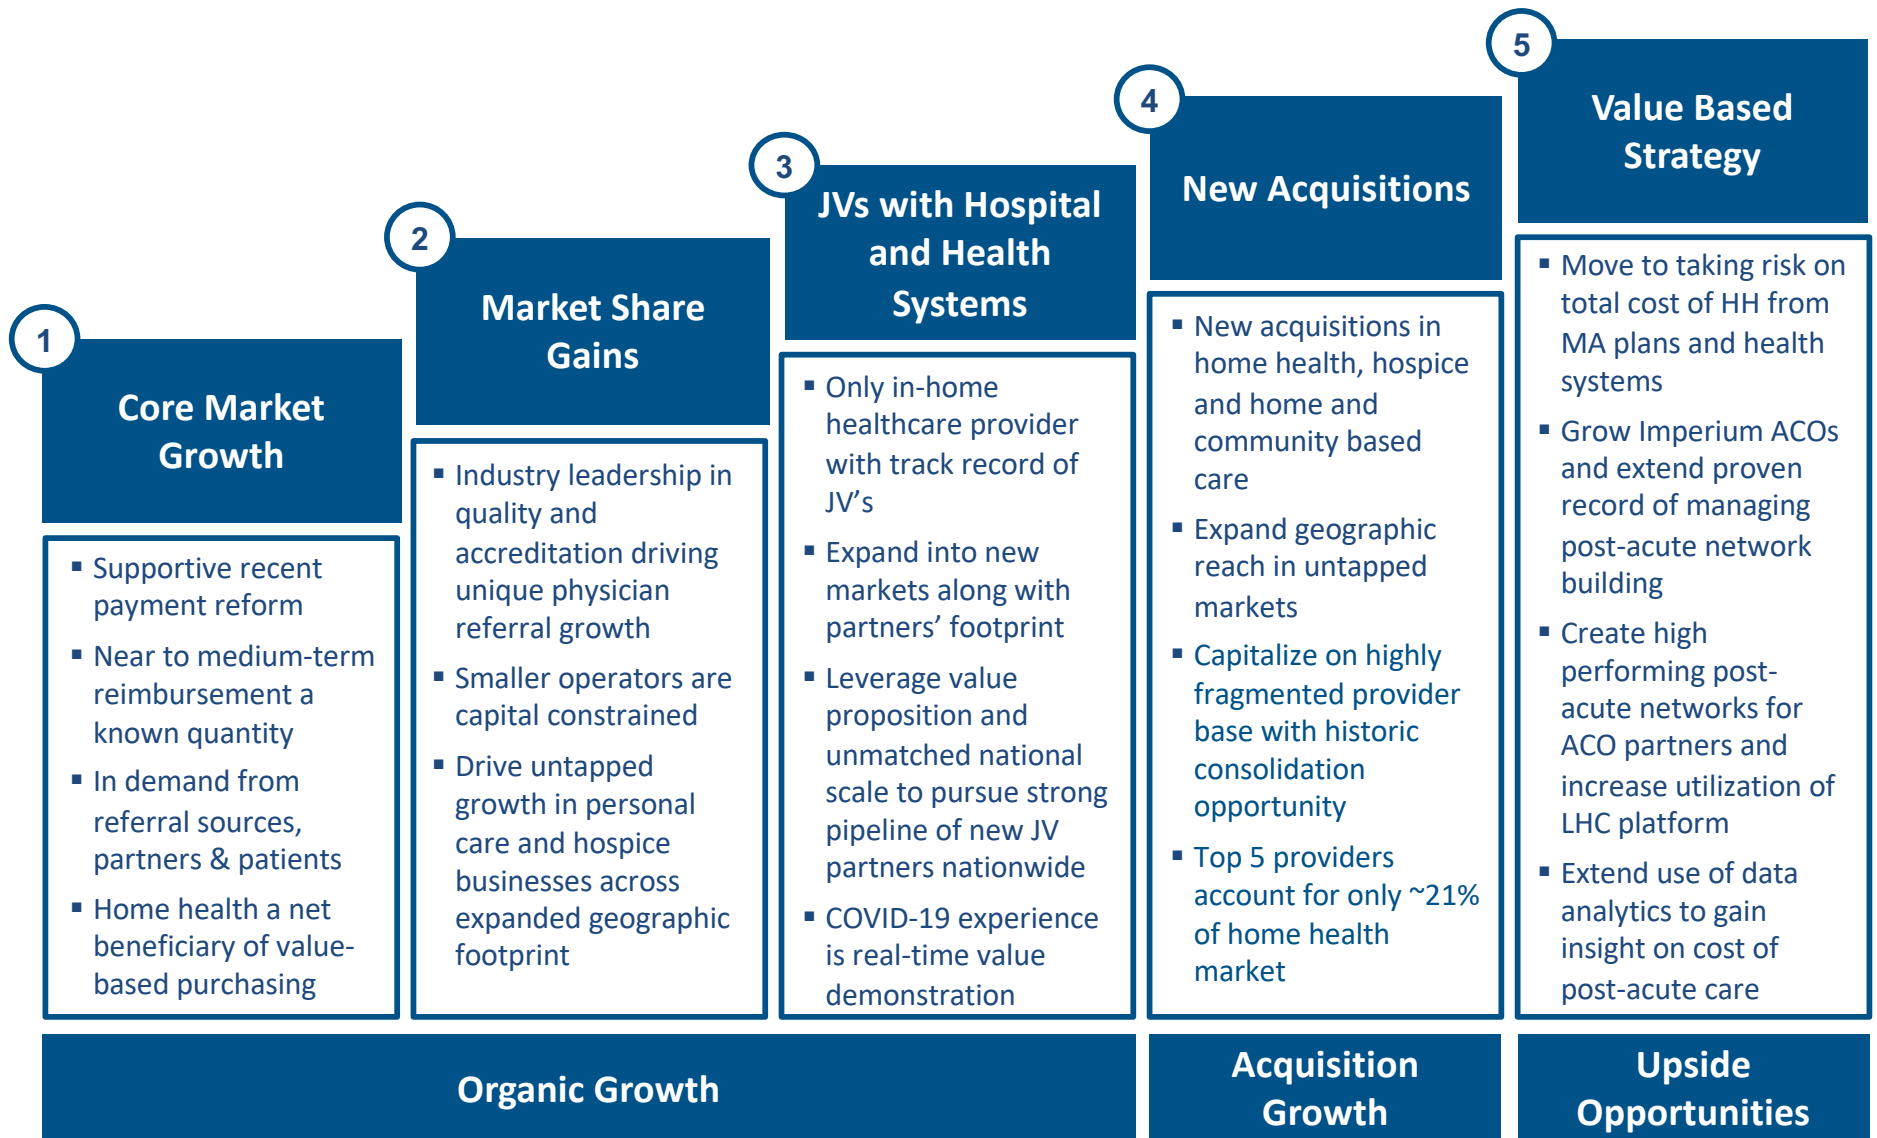 1
Core Market
Growth
▪ Supportive recent
payment reform
▪ Near to medium-term
reimbursement a
known quantity
▪ In demand from
referral sources,
partners & patients
▪ Home health a net
beneficiary of value-
based purchasing
2
Market Share
Gains
▪ Industry leadership in
quality and
accreditation driving
unique physician
referral growth
▪ Smaller operators are
capital constrained
▪ Drive untapped
growth in personal
care and hospice
businesses across
expanded geographic
footprint
3
JVs with Hospital
and Health
Systems
▪ Only in-home
healthcare provider
with track record of
JV’s
▪ Expand into new
markets along with
partners’ footprint
▪ Leverage value
proposition and
unmatched national
scale to pursue strong
pipeline of new JV
partners nationwide
▪ COVID-19 experience
is real-time value
demonstration
4
New Acquisitions
▪ New acquisitions in
home health, hospice
and home and
community based
care
▪ Expand geographic
reach in untapped
markets
▪ Capitalize on highly
fragmented provider
base with historic
consolidation
opportunity
▪ Top 5 providers
account for only ~21%
of home health
market
5
Value Based
Strategy
▪ Move to taking risk on
total cost of HH from
MA plans and health
systems
▪ Grow Imperium ACOs
and extend proven
record of managing
post-acute network
building
▪ Create high
performing post-
acute networks for
ACO partners and
increase utilization of
LHC platform
▪ Extend use of data
analytics to gain
insight on cost of
post-acute care
Organic Growth
Acquisition
Growth
Upside
Opportunities